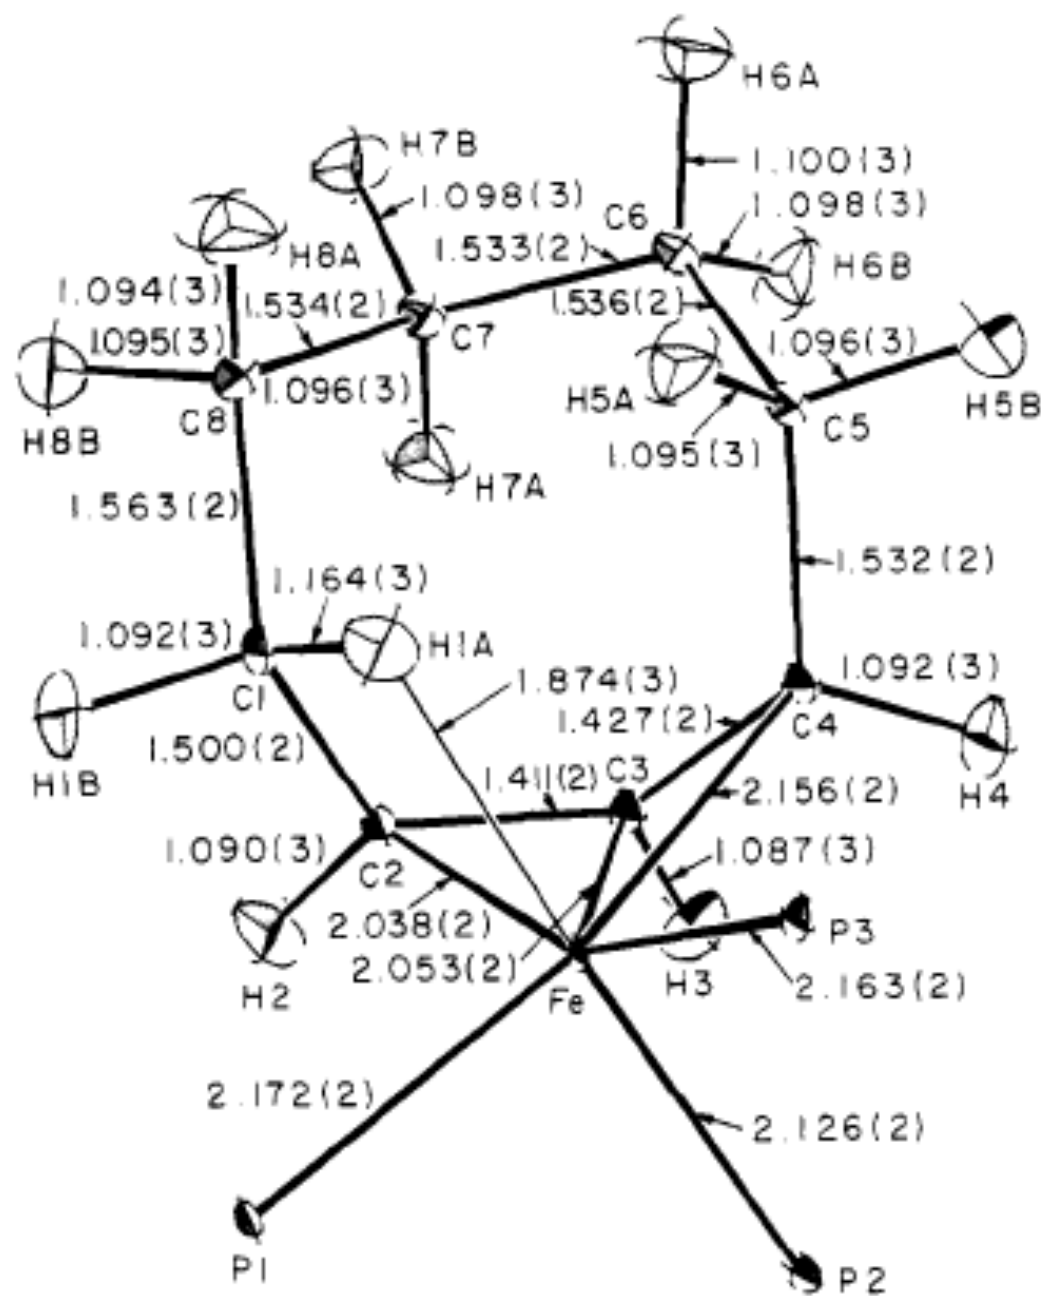 H6A
H7B
1.100(3)
1.098(3)
C6
1.098(3)
H8A
1.533(2)
H6B
1.094(3)
1.534(2)
1.536(2)
C7
1.095(3)
1.096(3)
1.096(3)
H5A
H5B
C8
C5
H8B
1.095(3)
H7A
1.563(2)
1.532(2)
1.164(3)
1.092(3)
H1A
C1
1.874(3)
1.092(3)
1.427(2)
C4
1.500(2)
H1B
1.411(2)
C3
2.156(2)
H4
1.090(3)
C2
1.087(3)
2.038(2)
P3
2.053(2)
H2
Fe
H3
2.163(2)
2.172(2)
2.126(2)
P1
P2